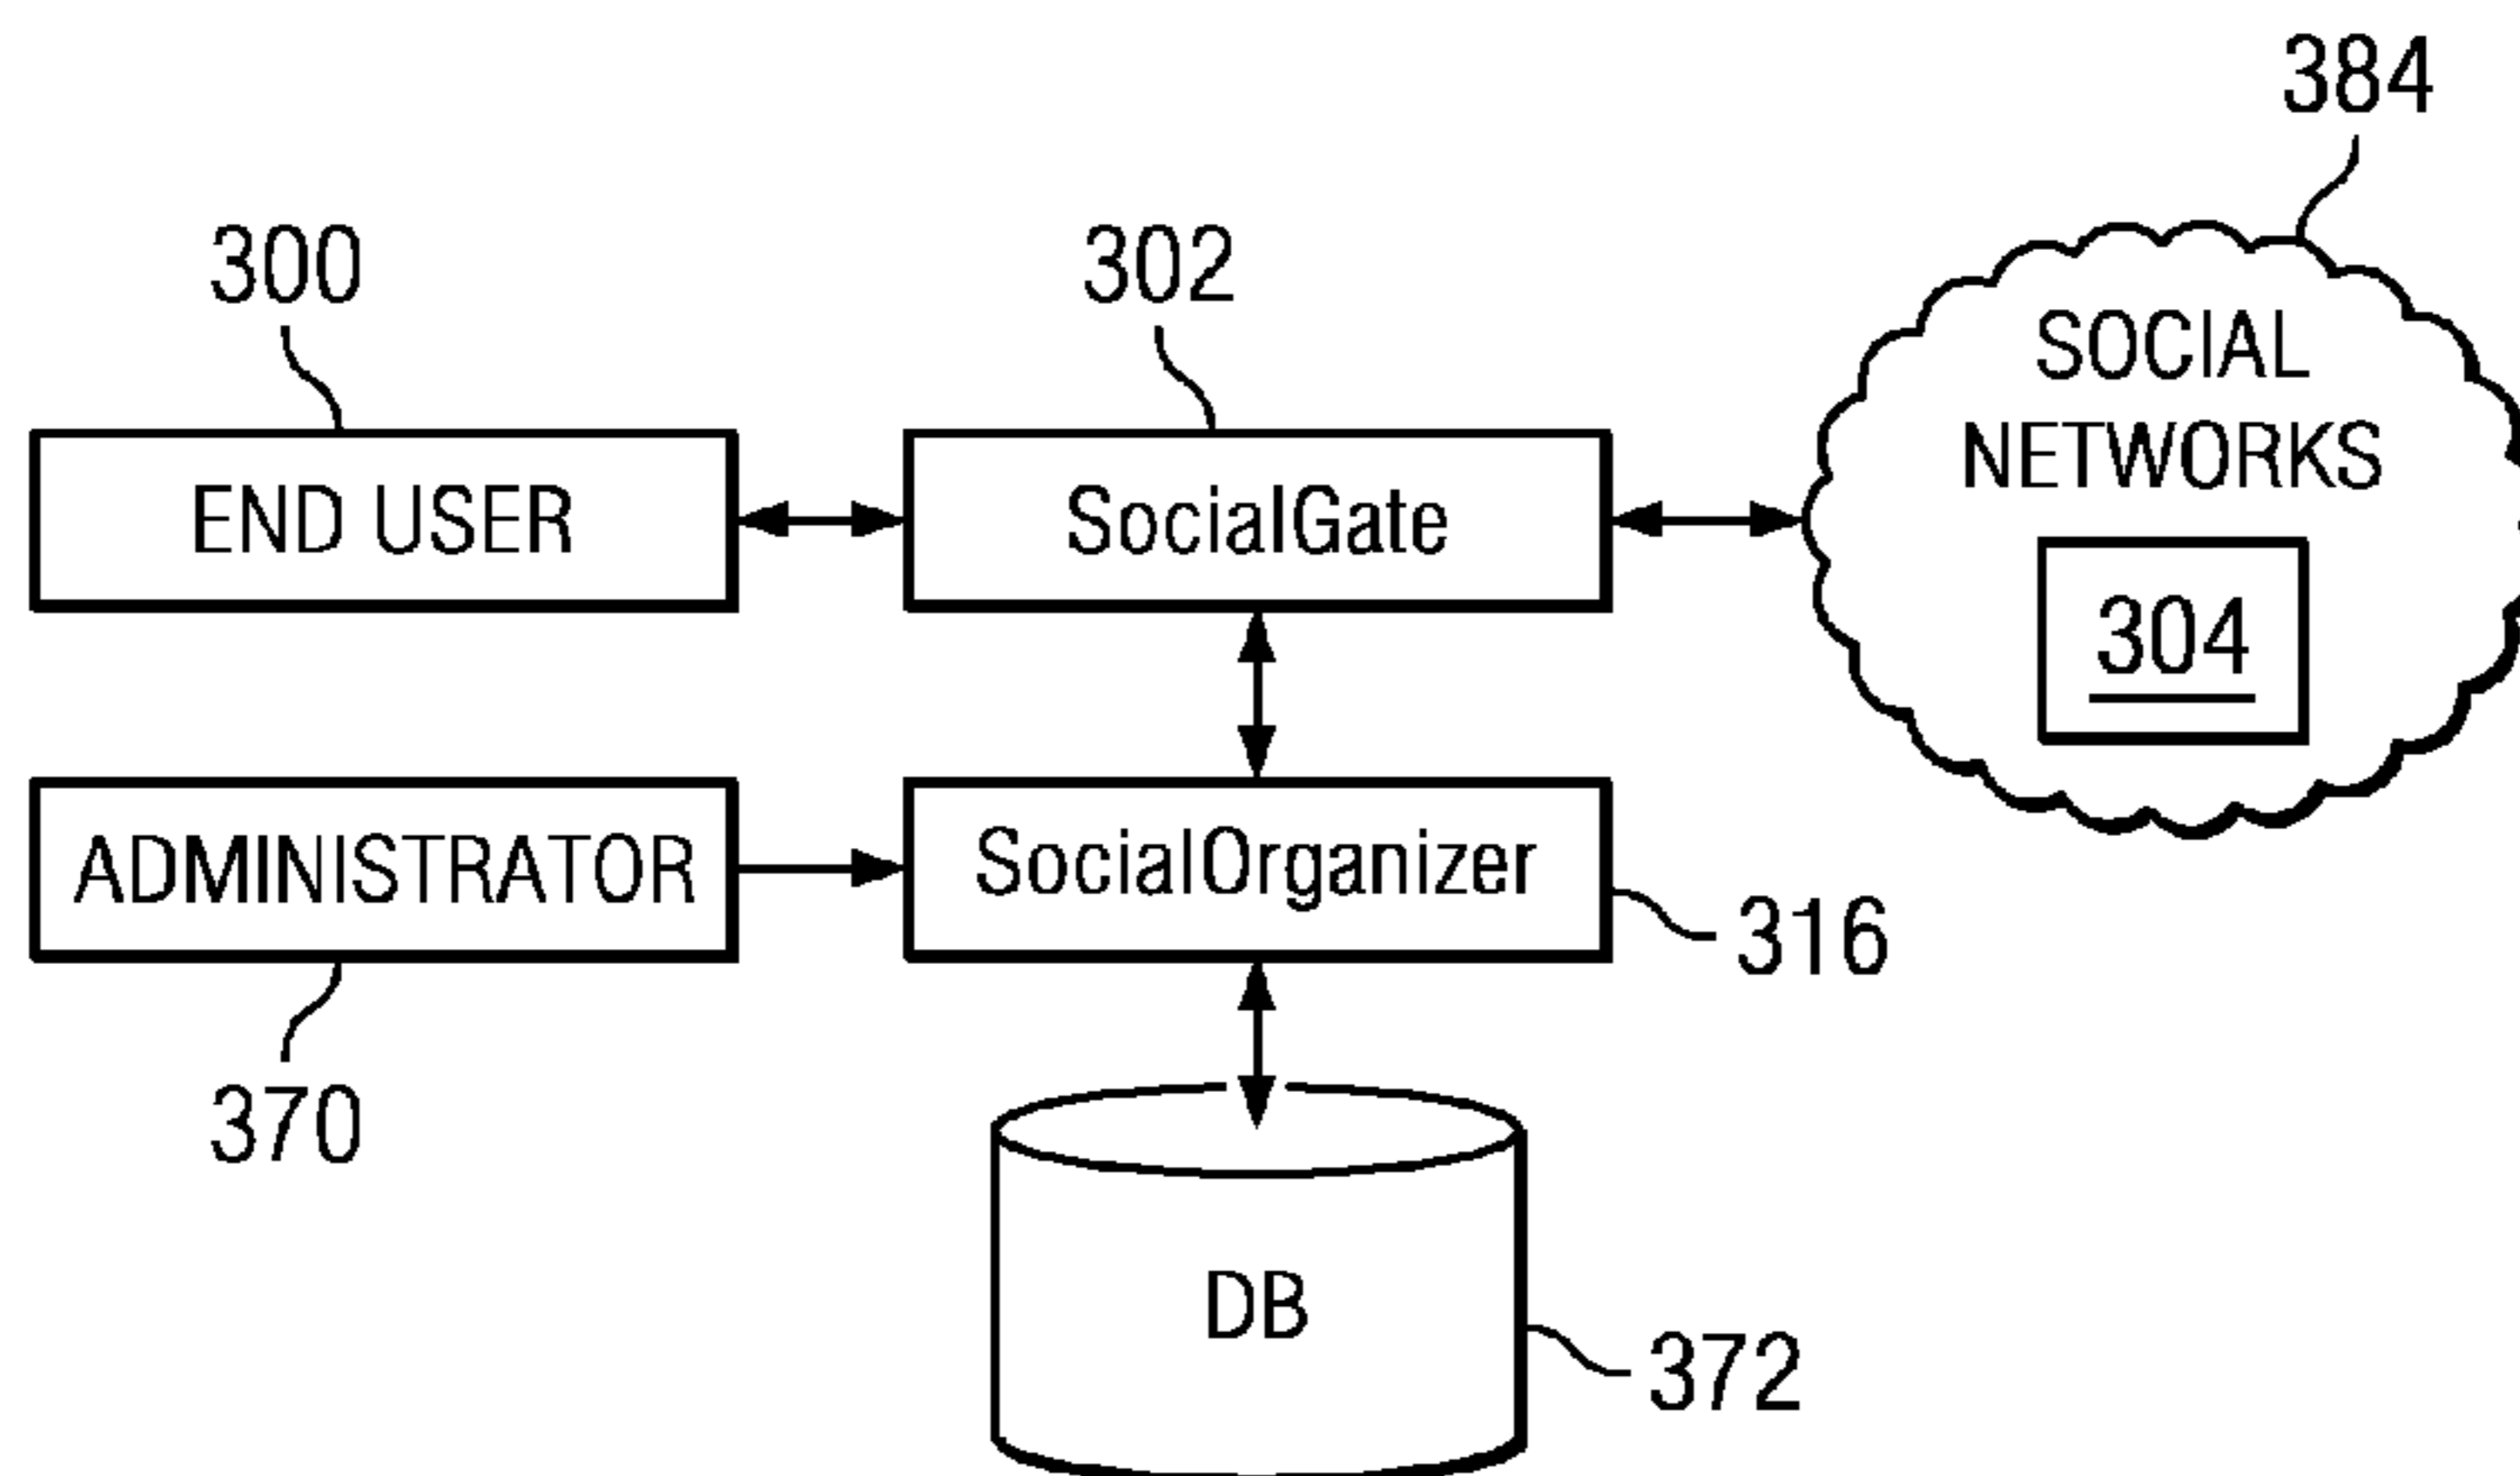 384
300
302
SOCIAL
NETWORKS
END USER
SocialGate
304
ADMINISTRATOR
SocialOrganizer
316
370
DB
372